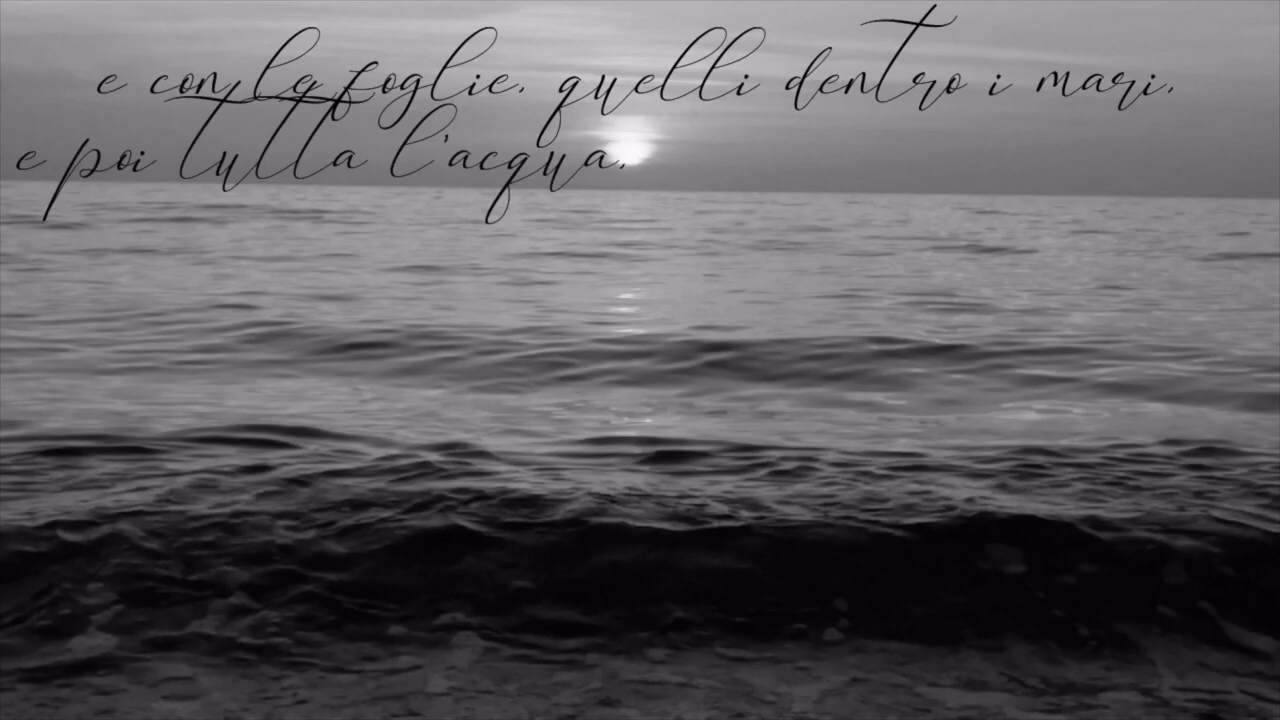 e con le foglie, quelli dentro i mari,
e poi tutta l'acqua,